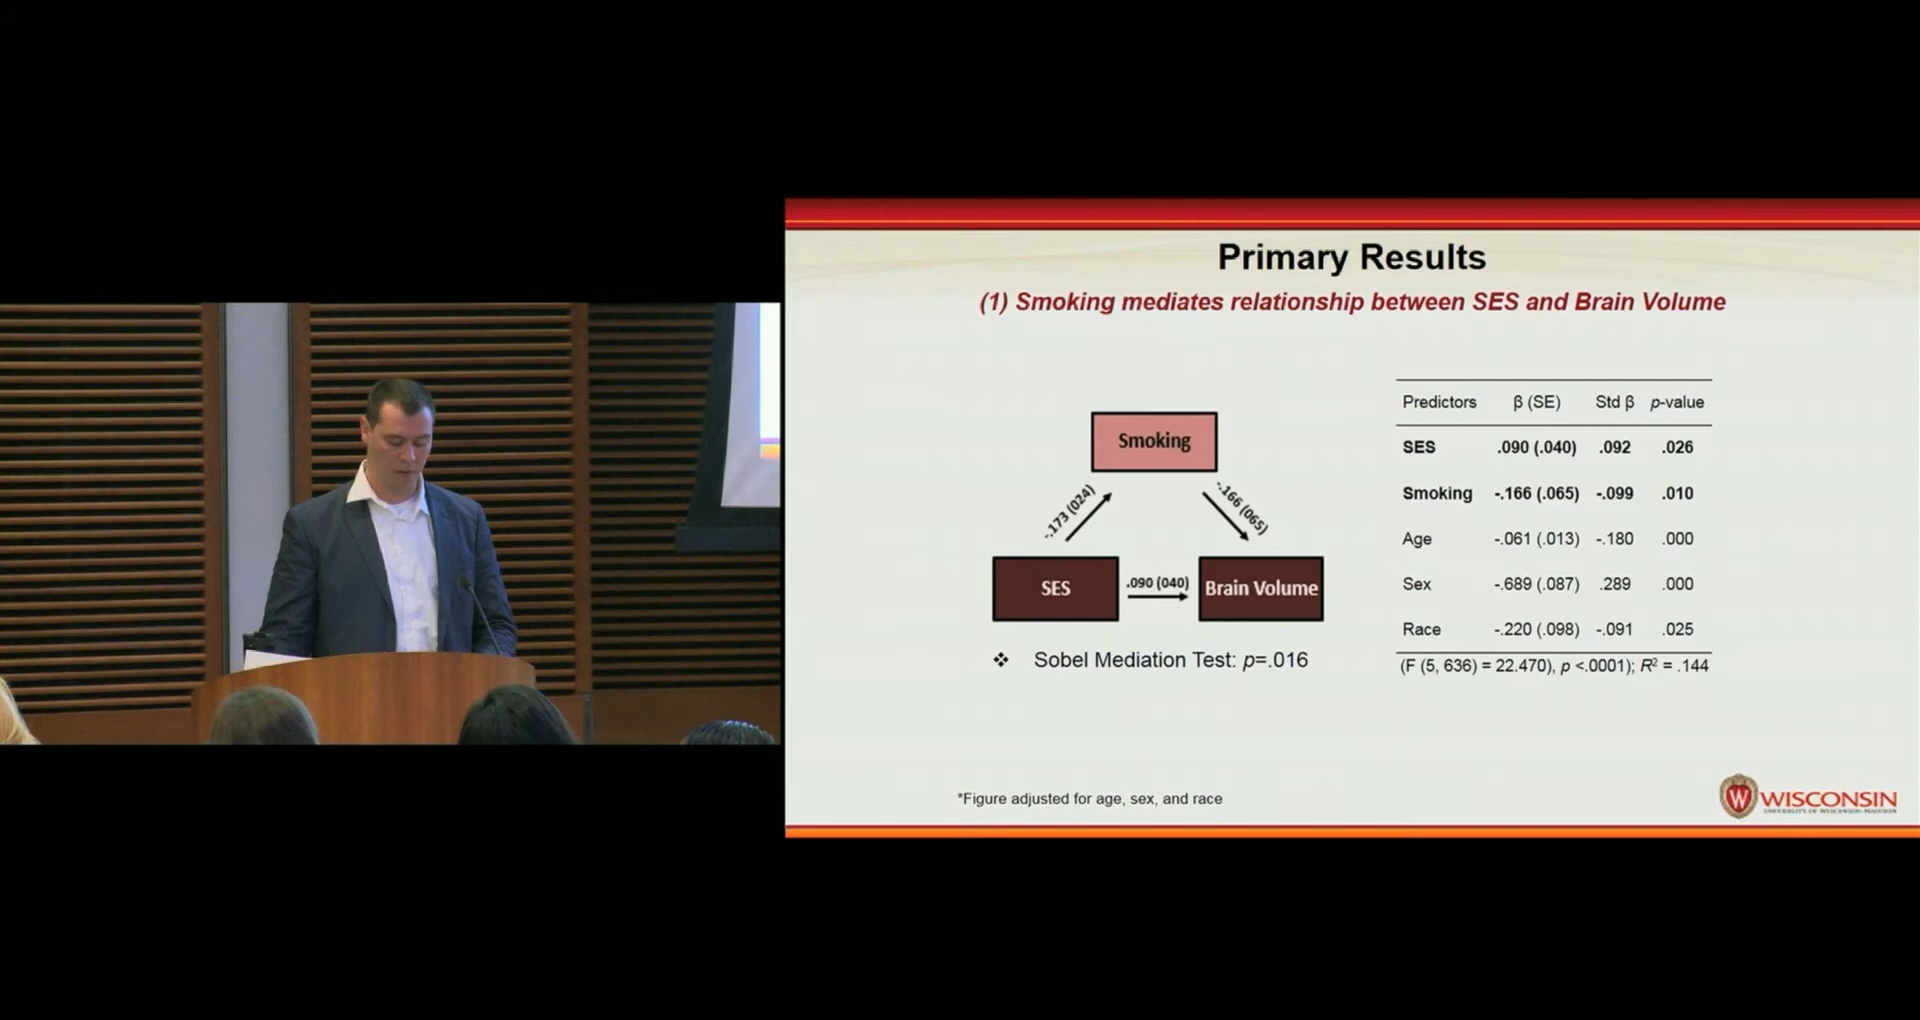 Primary Results
(1) Smoking mediates relationship between SES and Brain Volume
Smoking
-.173 (024)
-.166 (065)
SES
.090 (040)
Brain Volume
❖ Sobel Mediation Test: p=.016
Predictors β (SE) Std β p-value
SES .090 (.040) .092 .026
Smoking -.166 (.065) -.099 .010
Age -.061 (.013) -.180 .000
Sex -.689 (.087) .289 .000
Race -.220 (.098) -.091 .025
(F (5, 636) = 22.470), p <.0001); R² = .144
*Figure adjusted for age, sex, and race
W WISCONSIN
UNIVERSITY OF WISCONSIN-MADISON